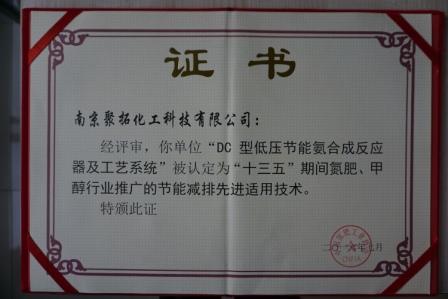 证书
南京聚拓化工科技有限公司：
经评审，你单位“DC 型低压节能氨合成反应
器及工艺系统”被认定为“十三五”期间氮肥、甲
醇行业推广的节能减排先进适用技术。
特颁此证